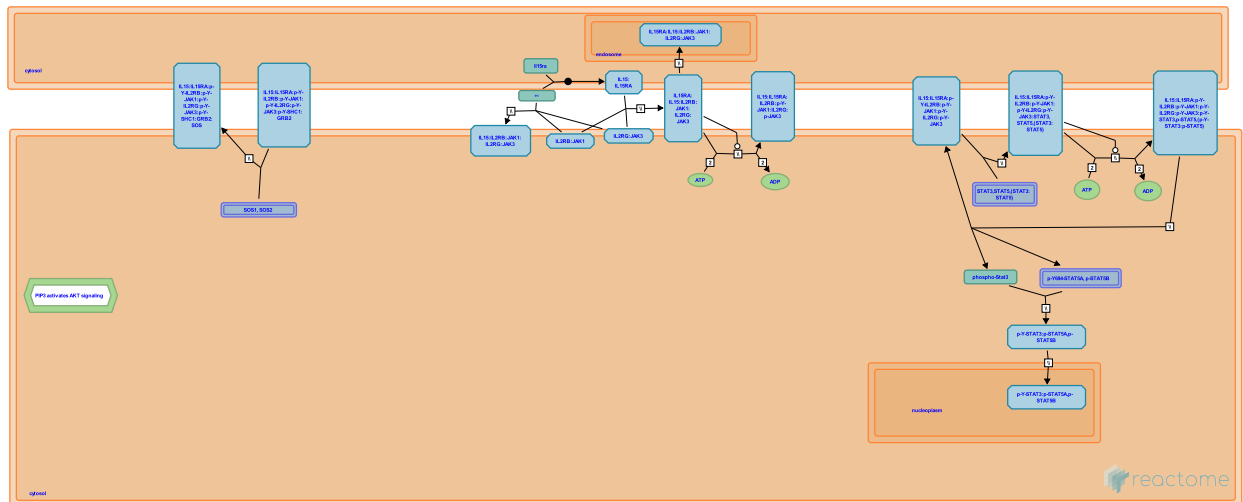 IL15RA:IL15:IL2RB:JAK1:
IL2RG:JAK3
endosome
cytosol
IL15:IL15RA:p-
Y-IL2RB:p-Y-
JAK1:p-Y-
IL2RG:p-Y-
JAK3:p-Y-
SHC1:GRB2:
SOS
IL15:IL15RA:p-Y-
IL2RB:p-Y-JAK1:
p-Y-IL2RG:p-Y-
JAK3:p-Y-SHC1:
GRB2
Il15ra
IL15:
IL15RA
IL15RA:
IL15:IL2RB:
JAK1:
IL2RG:
JAK3
IL15:IL15RA:
IL2RB:p-Y-
JAK1:IL2RG:
p-JAK3
IL15:IL2RB:JAK1:
IL2RG:JAK3
IL2RB:JAK1
IL2RG:JAK3
2
2
ATP
ADP
IL15:IL15RA:p-
Y-IL2RB:p-Y-
JAK1:p-Y-
IL2RG:p-Y-
JAK3
IL15:IL15RA:p-Y-
IL2RB:p-Y-JAK1:
p-Y-IL2RG:p-Y-
JAK3:STAT3,
STAT5,(STAT3:
STAT5)
IL15:IL15RA:p-Y-
IL2RB:p-Y-JAK1:p-Y-
IL2RG:p-Y-JAK3:p-Y-
STAT3,p-STAT5,(p-Y-
STAT3:p-STAT5)
STAT3,STAT5,(STAT3:
STAT5)
2
2
ATP
ADP
SOS1, SOS2
PIP3 activates AKT signaling
phospho-Stat3
p-Y694-STAT5A, p-STAT5B
p-Y-STAT3:p-STAT5A,p-
STAT5B
p-Y-STAT3:p-STAT5A,p-
STAT5B
nucleoplasm
cytosol
reactome